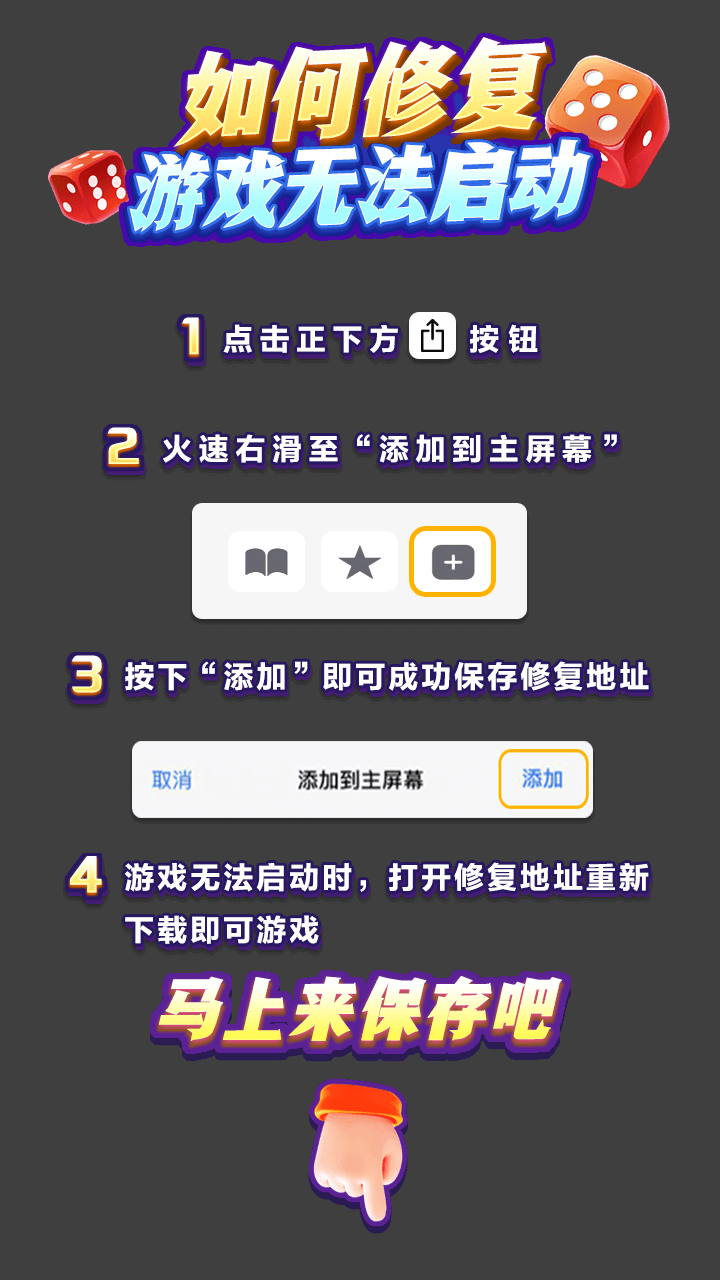 如何修复
游戏无法启动
1 点击正下方 按钮
2 火速右滑至“添加到主屏幕”
3 按下“添加”即可成功保存修复地址
取消 添加到主屏幕 添加
4 游戏无法启动时，打开修复地址重新
下载即可游戏
马上来保存吧